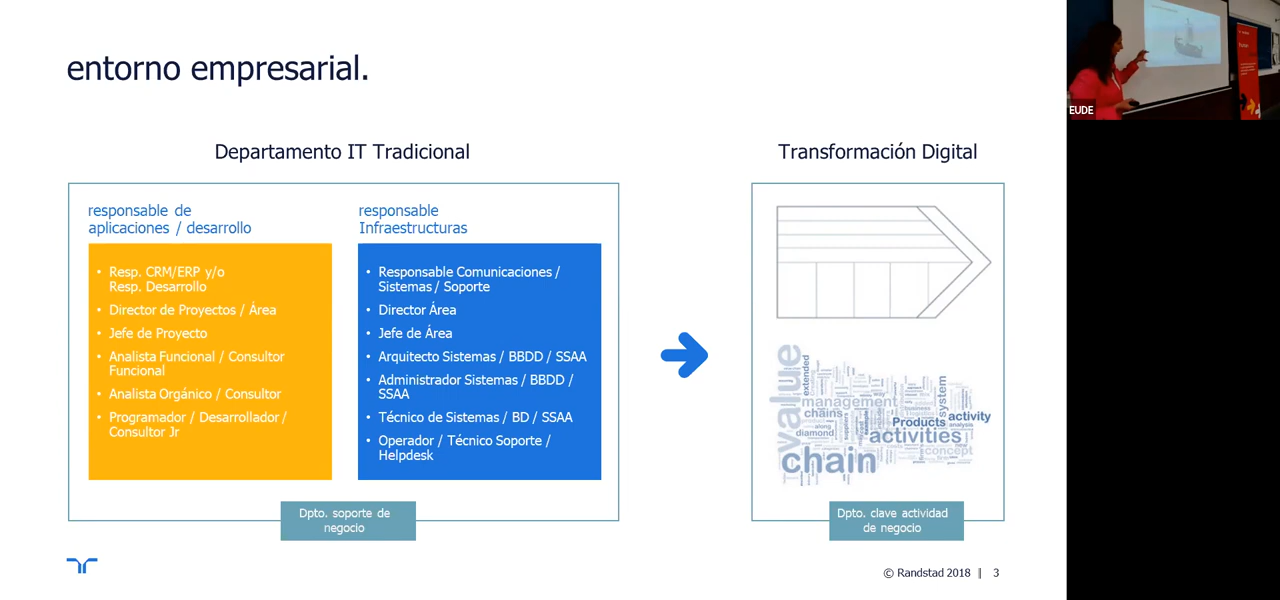 entorno empresarial.
EUDE
Departamento IT Tradicional
Transformación Digital
responsable de
aplicaciones / desarrollo
responsable
Infraestructuras
• Resp. CRM/ERP y/o
Resp. Desarrollo
• Director de Proyectos / Área
• Jefe de Proyecto
• Analista Funcional / Consultor
Funcional
• Analista Orgánico / Consultor
• Programador / Desarrollador /
Consultor Jr
• Responsable Comunicaciones /
Sistemas / Soporte
• Director Área
• Jefe de Área
• Arquitecto Sistemas / BBDD / SSAA
• Administrador Sistemas / BBDD /
SSAA
• Técnico de Sistemas / BD / SSAA
• Operador / Técnico Soporte /
Helpdesk
value
extended
management
chains
system
business
Products
activity
along
diamond
activities
analysis
chain
concept
Dpto. soporte de
negocio
Dpto. clave actividad
de negocio
© Randstad 2018 | 3